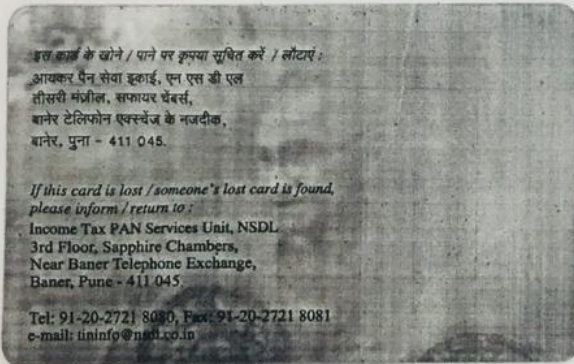 इस कार्ड के खोने / पाने पर कृपया सूचित करें / लौटाएं :
आयकर पैन सेवा इकाई, एन एस डी एल
तीसरी मंज़ील, सफायर चेंबर्स,
बानेर टेलिफोन एक्स्चेंज के नजदीक,
बानेर, पुना - 411 045.
If this card is lost / someone's lost card is found,
please inform / return to :
Income Tax PAN Services Unit, NSDL
3rd Floor, Sapphire Chambers,
Near Baner Telephone Exchange,
Baner, Pune - 411 045.
Tel: 91-20-2721 8080, Fax: 91-20-2721 8081
e-mail: tininfo@nsdl.co.in